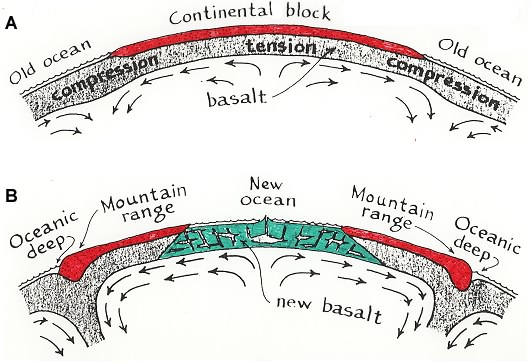 A
Continental block
Old ocean
Old ocean
compression
tension
compression
basalt
B
New
ocean
Mountain
range
Mountain
range
Oceanic
deep
Oceanic
deep
new basalt